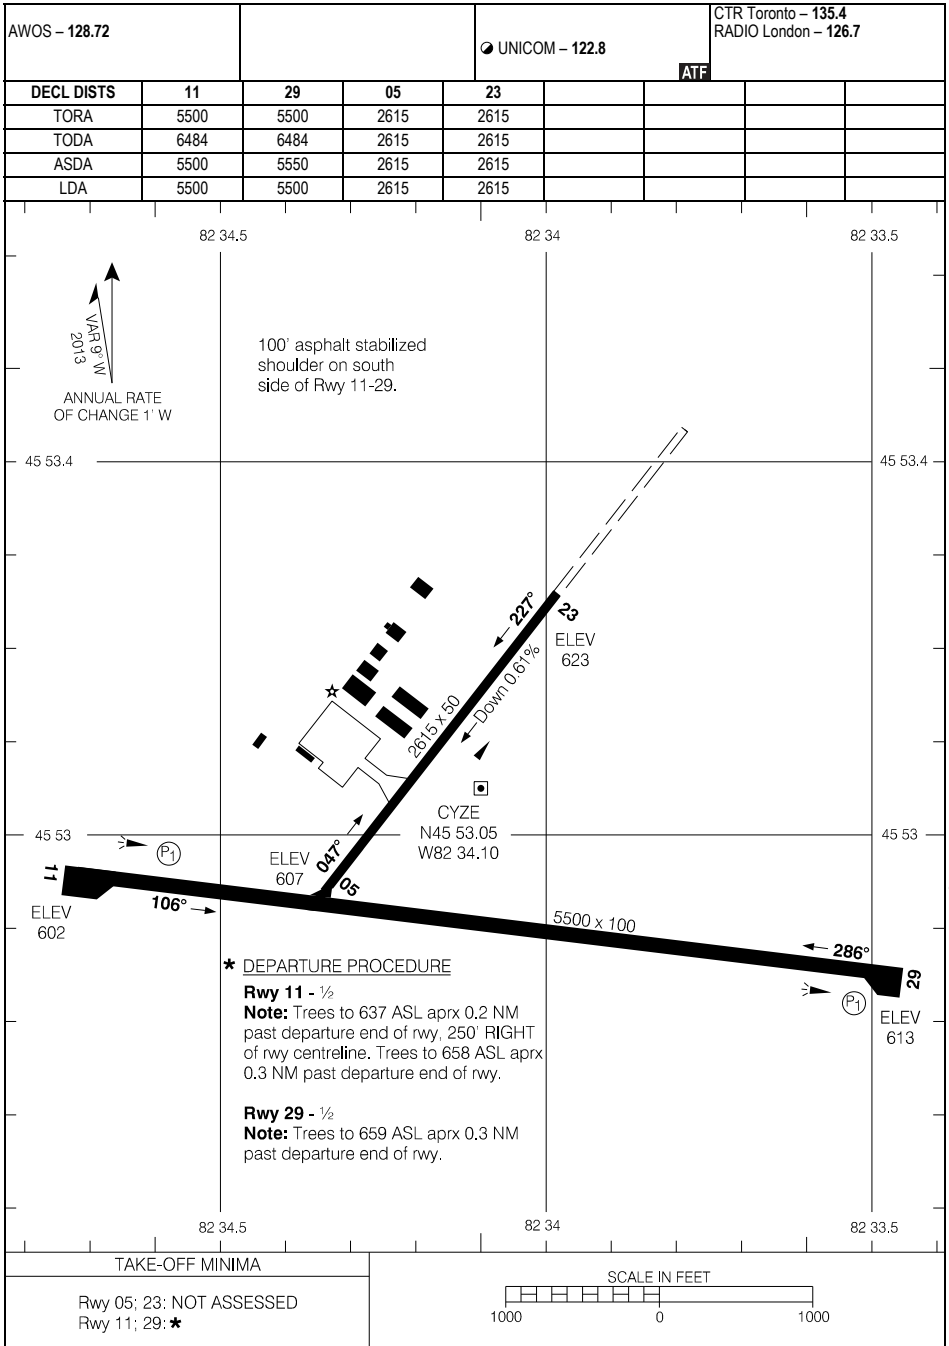 AWOS – 128.72
UNICOM – 122.8
ATF
CTR Toronto – 135.4
RADIO London – 126.7
DECL DISTS 11 29 05 23
TORA 5500 5500 2615 2615
TODA 6484 6484 2615 2615
ASDA 5500 5550 2615 2615
LDA 5500 5500 2615 2615
82 34.5 82 34 82 33.5
VAR 9° W
2013
ANNUAL RATE
OF CHANGE 1' W
100' asphalt stabilized
shoulder on south
side of Rwy 11-29.
45 53.4 45 53.4
227°
23
ELEV
623
Down 0.61%
2615 x 50
CYZE
N45 53.05
W82 34.10
45 53 45 53
P1
ELEV
607
047°
05
11
ELEV
602
106°
5500 x 100
286°
29
P1
ELEV
613
* DEPARTURE PROCEDURE
Rwy 11 - ½
Note: Trees to 637 ASL aprx 0.2 NM
past departure end of rwy, 250' RIGHT
of rwy centreline. Trees to 658 ASL aprx
0.3 NM past departure end of rwy.
Rwy 29 - ½
Note: Trees to 659 ASL aprx 0.3 NM
past departure end of rwy.
82 34.5 82 34 82 33.5
TAKE-OFF MINIMA
Rwy 05; 23: NOT ASSESSED
Rwy 11; 29: *
SCALE IN FEET
1000 0 1000